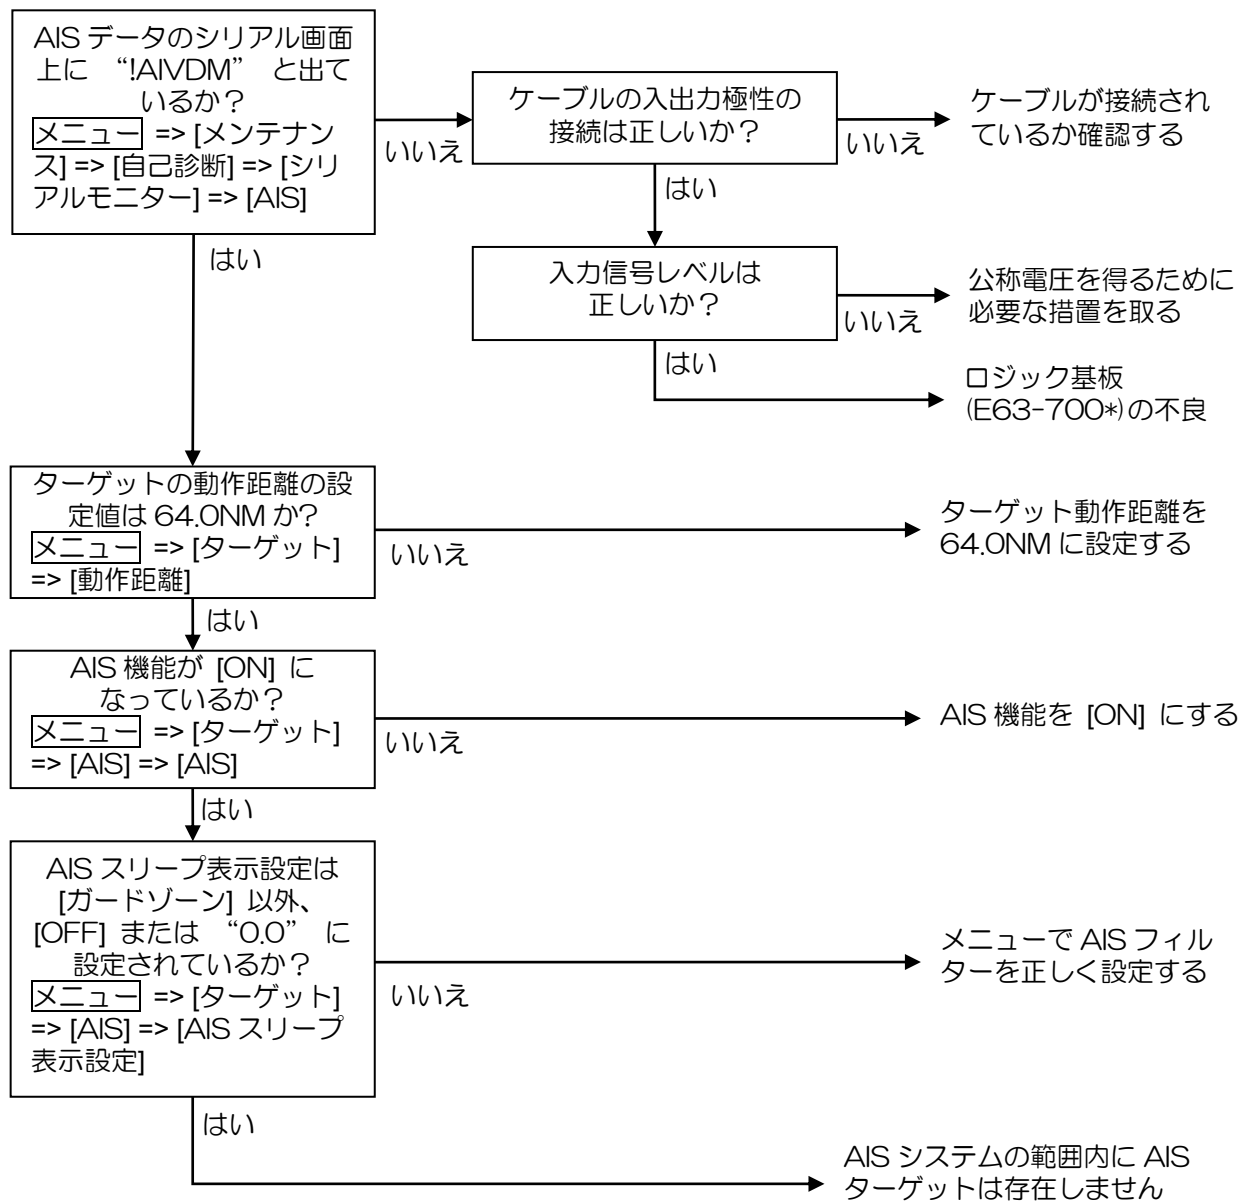 AIS データのシリアル画面
上に “!AIVDM” と出て
いるか？
メニュー => [メンテナン
ス] => [自己診断] => [シリ
アルモニター] => [AIS]
いいえ
ケーブルの入出力極性の
接続は正しいか？
いいえ
ケーブルが接続され
ているか確認する
はい
はい
入力信号レベルは
正しいか？
いいえ
公称電圧を得るために
必要な措置を取る
はい
ロジック基板
(E63-700*)の不良
ターゲットの動作距離の設
定値は 64.0NM か?
メニュー => [ターゲット]
=> [動作距離]
いいえ
ターゲット動作距離を
64.0NM に設定する
はい
AIS 機能が [ON] に
なっているか？
メニュー => [ターゲット]
=> [AIS] => [AIS]
いいえ
AIS 機能を [ON] にする
はい
AIS スリープ表示設定は
[ガードゾーン] 以外、
[OFF] または “0.0” に
設定されているか？
メニュー => [ターゲット]
=> [AIS] => [AIS スリープ
表示設定]
いいえ
メニューで AIS フィル
ターを正しく設定する
はい
AIS システムの範囲内に AIS
ターゲットは存在しません